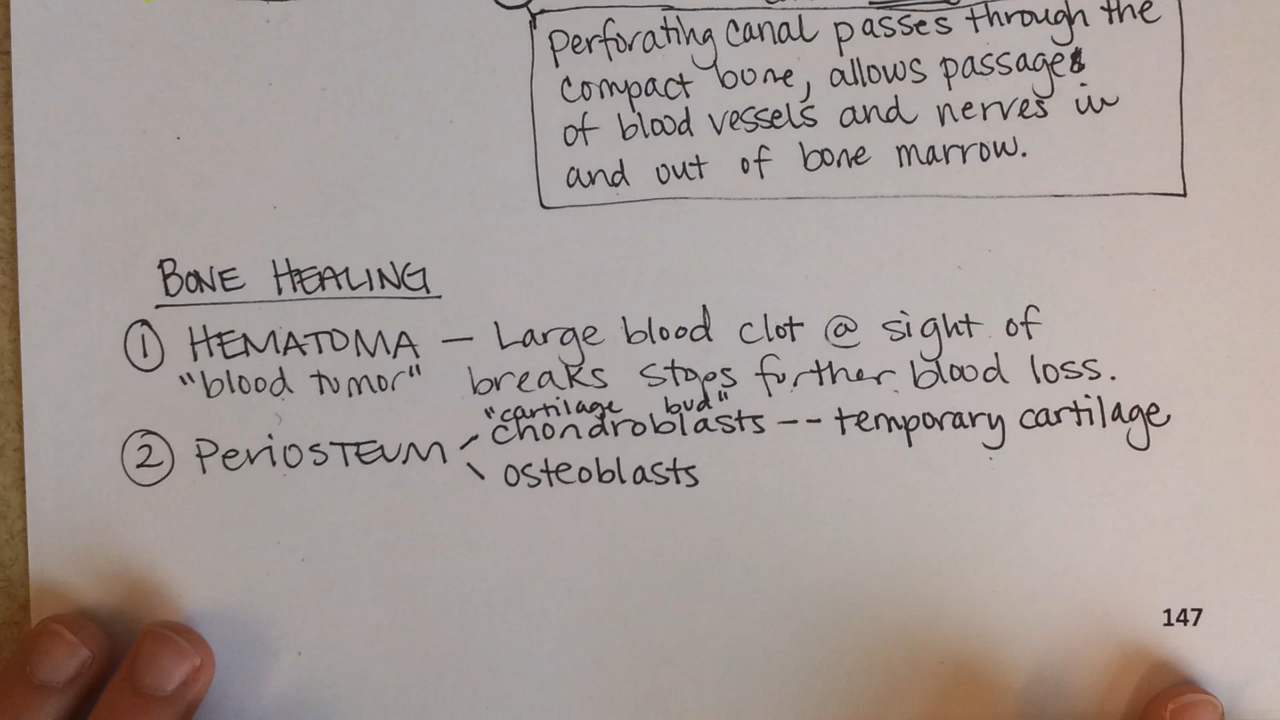 Perforating canal passes through the
compact bone, allows passage
of blood vessels and nerves in
and out of bone marrow.
BONE HEALING
① HEMATOMA — Large blood clot @ sight of
"blood tumor" breaks stops further blood loss.
"cartilage bud"
② PERIOSTEUM chondroblasts -- temporary cartilage
osteoblasts
147